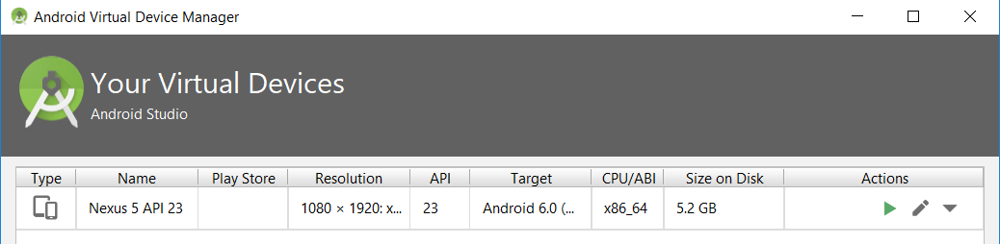 Android Virtual Device Manager
Your Virtual Devices
Android Studio
Type Name Play Store Resolution API Target CPU/ABI Size on Disk Actions
Nexus 5 API 23 1080 × 1920: x... 23 Android 6.0 (... x86_64 5.2 GB